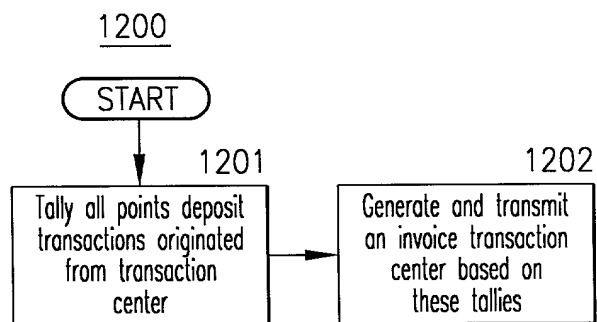 1200
START
1201
Tally all points deposit
transactions originated
from transaction
center
1202
Generate and transmit
an invoice transaction
center based on
these tallies